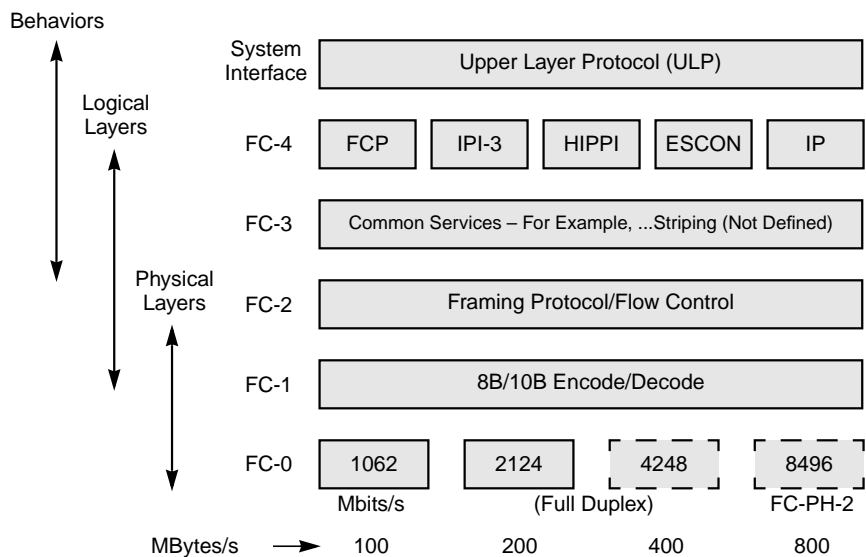 Behaviors
System
Interface
Upper Layer Protocol (ULP)
Logical
Layers
FC-4
FCP
IPI-3
HIPPI
ESCON
IP
FC-3
Common Services – For Example, ...Striping (Not Defined)
Physical
Layers
FC-2
Framing Protocol/Flow Control
FC-1
8B/10B Encode/Decode
FC-0
1062
2124
4248
8496
Mbits/s
(Full Duplex)
FC-PH-2
MBytes/s
100
200
400
800